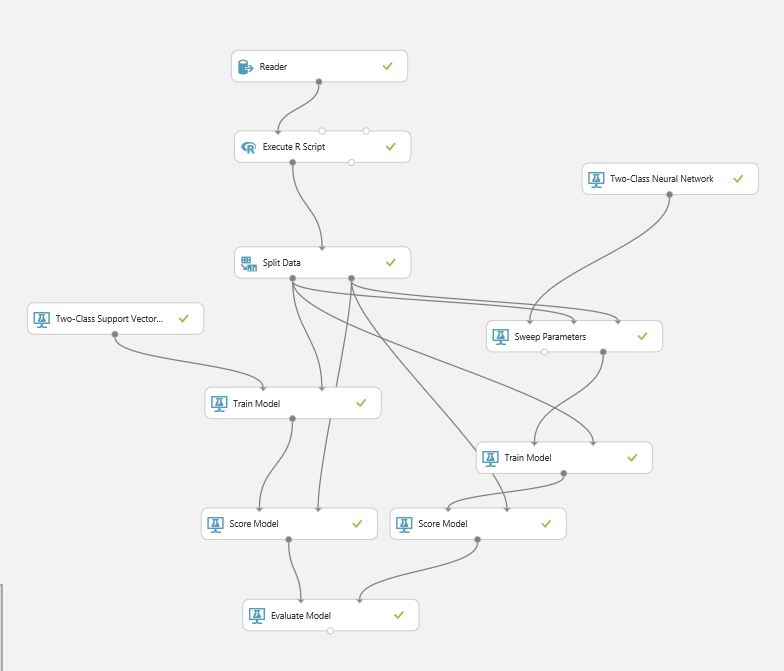 Reader
Execute R Script
Two-Class Neural Network
Split Data
Two-Class Support Vector...
Sweep Parameters
Train Model
Train Model
Score Model
Score Model
Evaluate Model